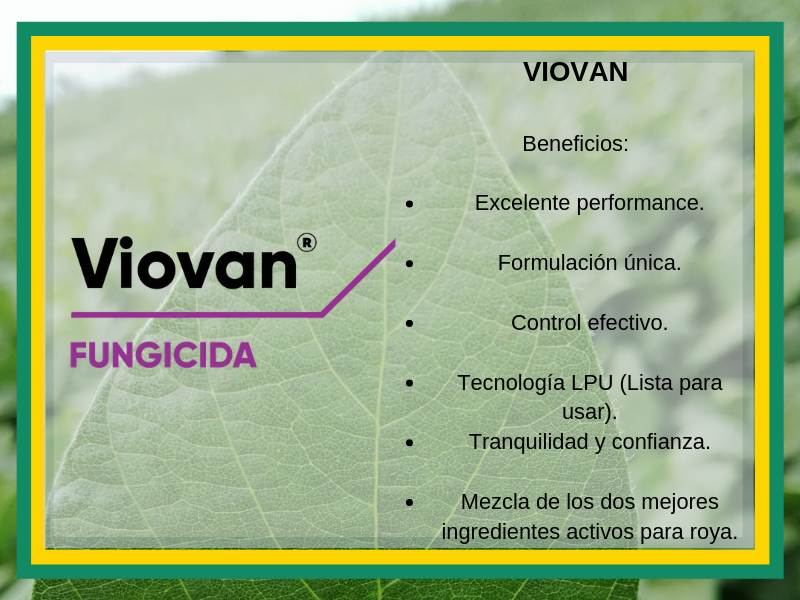 Viovan®
FUNGICIDA
VIOVAN
Beneficios:
• Excelente performance.
• Formulación única.
• Control efectivo.
• Tecnología LPU (Lista para
usar).
• Tranquilidad y confianza.
• Mezcla de los dos mejores
ingredientes activos para roya.